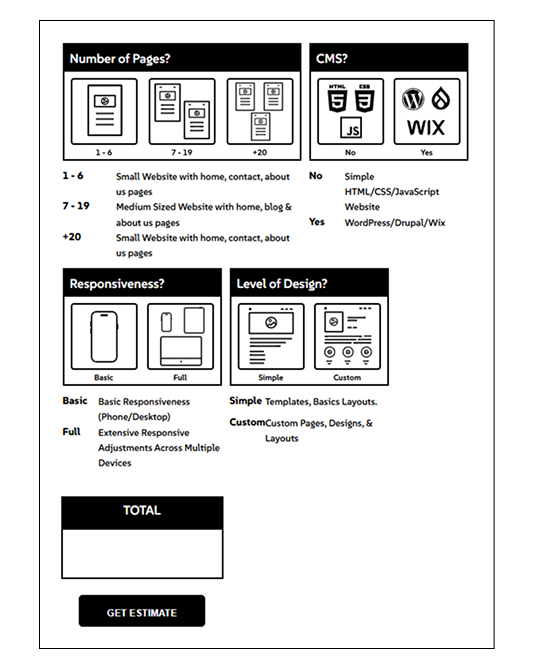 Number of Pages?
1 - 6
7 - 19
+20
CMS?
HTML
5
CSS
3
JS
W
WIX
No
Yes
1 - 6 Small Website with home, contact, about
us pages
7 - 19 Medium Sized Website with home, blog &
about us pages
+20 Small Website with home, contact, about
us pages
No Simple
HTML/CSS/JavaScript
Website
Yes WordPress/Drupal/Wix
Responsiveness?
Basic
Full
Level of Design?
Simple
Custom
Basic Basic Responsiveness
(Phone/Desktop)
Full Extensive Responsive
Adjustments Across Multiple
Devices
Simple Templates, Basics Layouts.
Custom Custom Pages, Designs, &
Layouts
TOTAL
GET ESTIMATE